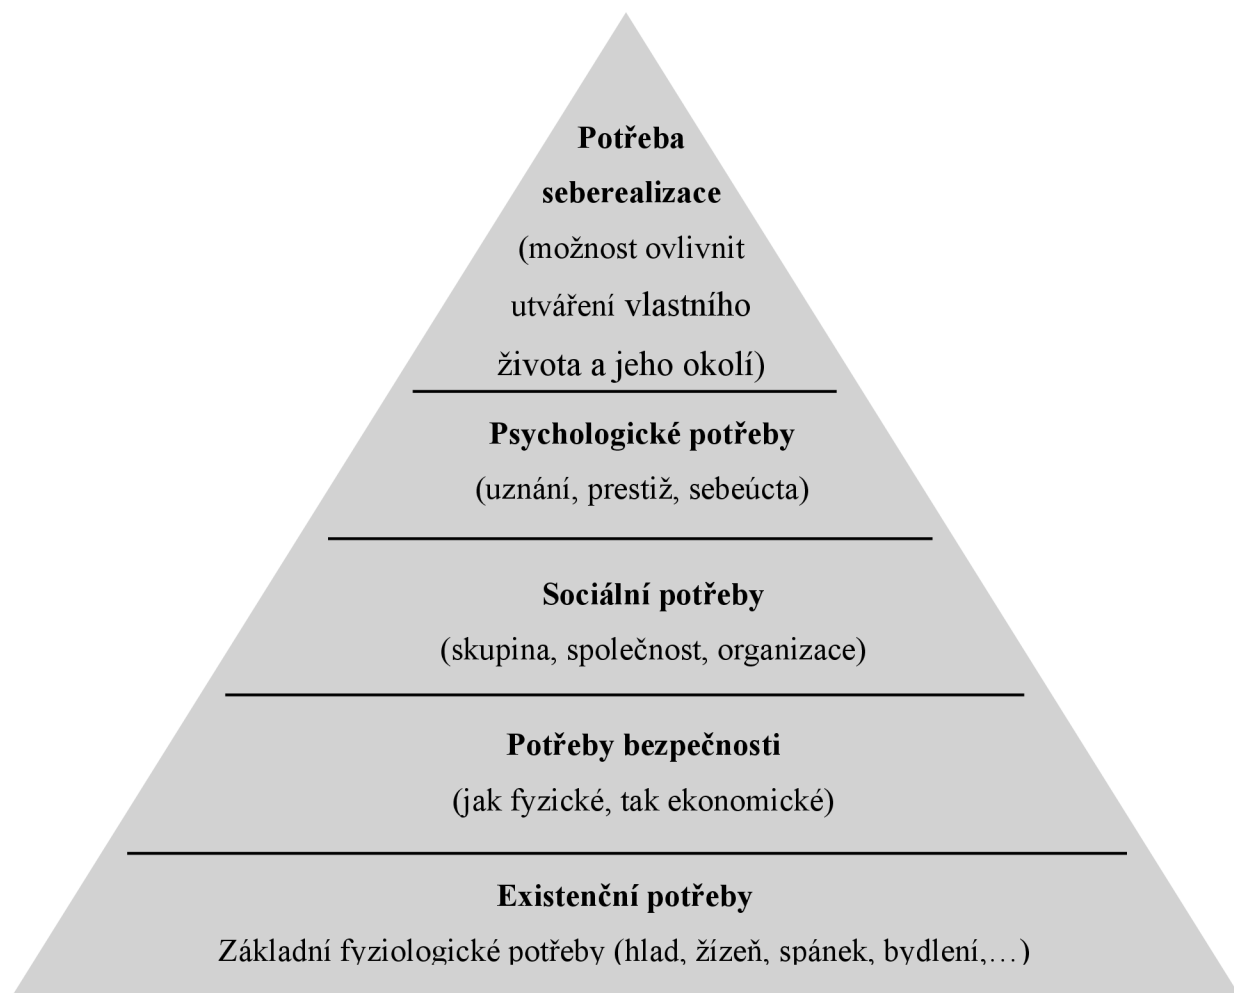 Potřeba
seberealizace
(možnost ovlivnit
utváření vlastního
života a jeho okolí)
Psychologické potřeby
(uznání, prestiž, sebeúcta)
Sociální potřeby
(skupina, společnost, organizace)
Potřeby bezpečnosti
(jak fyzické, tak ekonomické)
Existenční potřeby
Základní fyziologické potřeby (hlad, žízeň, spánek, bydlení,…)